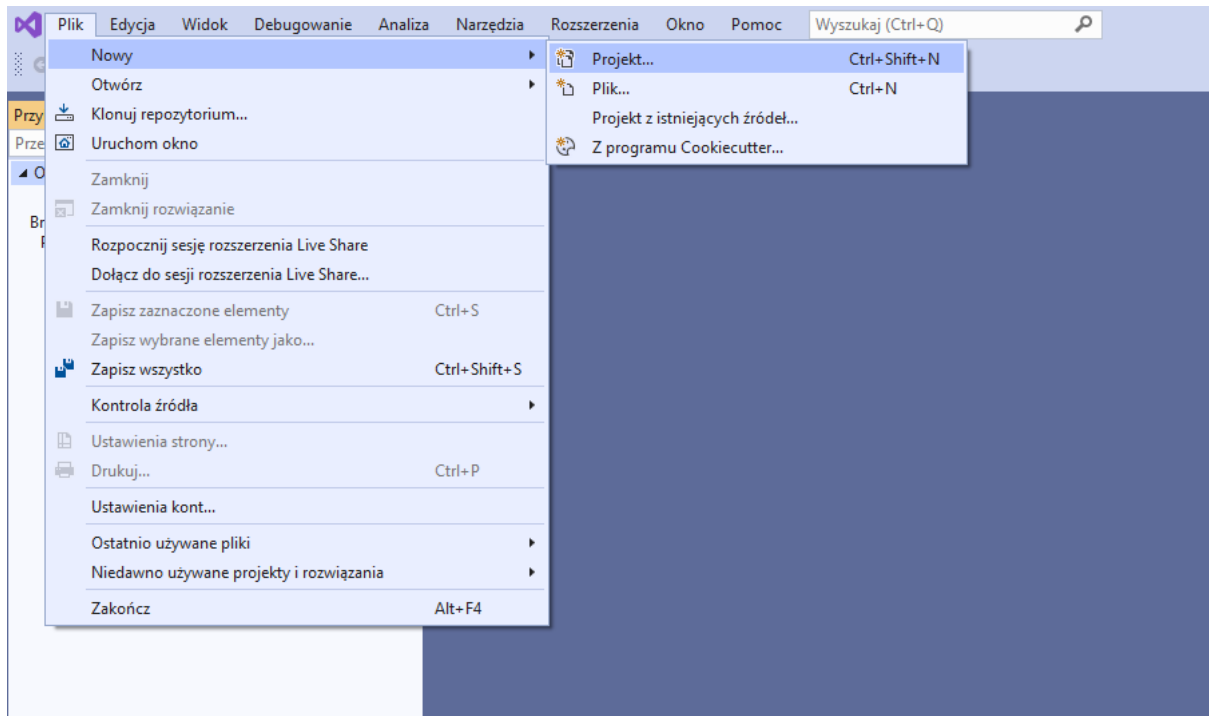 Plik Edycja Widok Debugowanie Analiza Narzędzia Rozszerzenia Okno Pomoc Wyszukaj (Ctrl+Q)
Nowy
Otwórz
Klonuj repozytorium...
Uruchom okno
Zamknij
Zamknij rozwiązanie
Rozpocznij sesję rozszerzenia Live Share
Dołącz do sesji rozszerzenia Live Share...
Zapisz zaznaczone elementy Ctrl+S
Zapisz wybrane elementy jako...
Zapisz wszystko Ctrl+Shift+S
Kontrola źródła
Ustawienia strony...
Drukuj... Ctrl+P
Ustawienia kont...
Ostatnio używane pliki
Niedawno używane projekty i rozwiązania
Zakończ Alt+F4
Projekt... Ctrl+Shift+N
Plik... Ctrl+N
Projekt z istniejących źródeł...
Z programu Cookiecutter...
Przy
Prze
O
Br